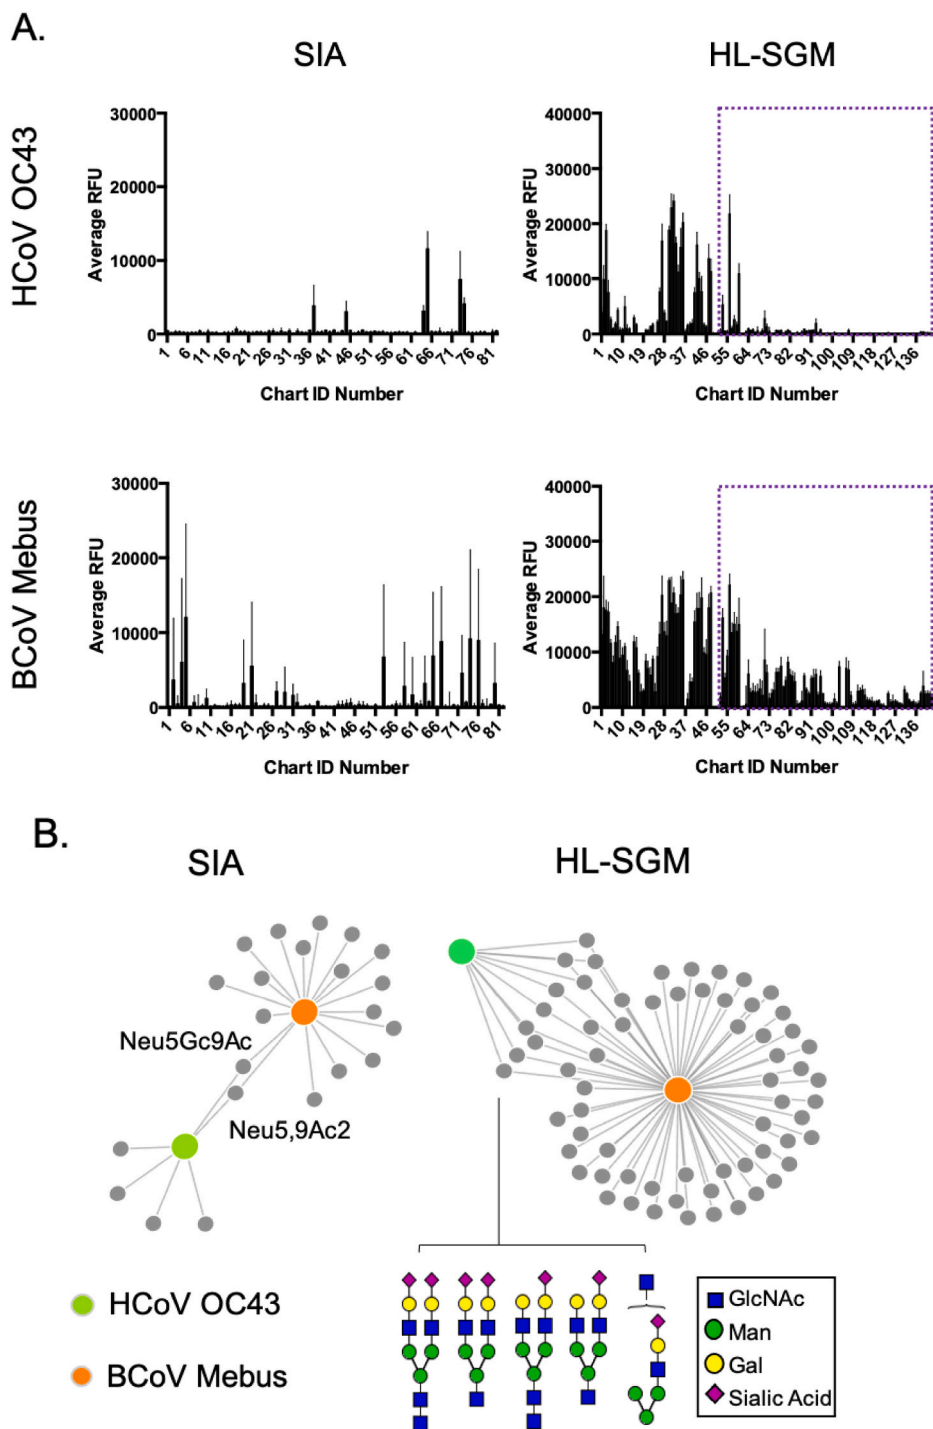 A.
SIA
HL-SGM
HCoV OC43
Average RFU
30000
20000
10000
0
1 6 11 16 21 26 31 36 41 46 51 56 61 66 71 76 81
Chart ID Number
Average RFU
40000
30000
20000
10000
0
1 10 19 28 37 46 55 64 73 82 91 100 109 118 127 136
Chart ID Number
BCoV Mebus
Average RFU
30000
20000
10000
0
1 6 11 16 21 26 31 36 41 46 51 56 61 66 71 76 81
Chart ID Number
Average RFU
40000
30000
20000
10000
0
1 10 19 28 37 46 55 64 73 82 91 100 109 118 127 136
Chart ID Number
B.
SIA
HL-SGM
Neu5Gc9Ac
Neu5,9Ac2
HCoV OC43
BCoV Mebus
GlcNAc
Man
Gal
Sialic Acid